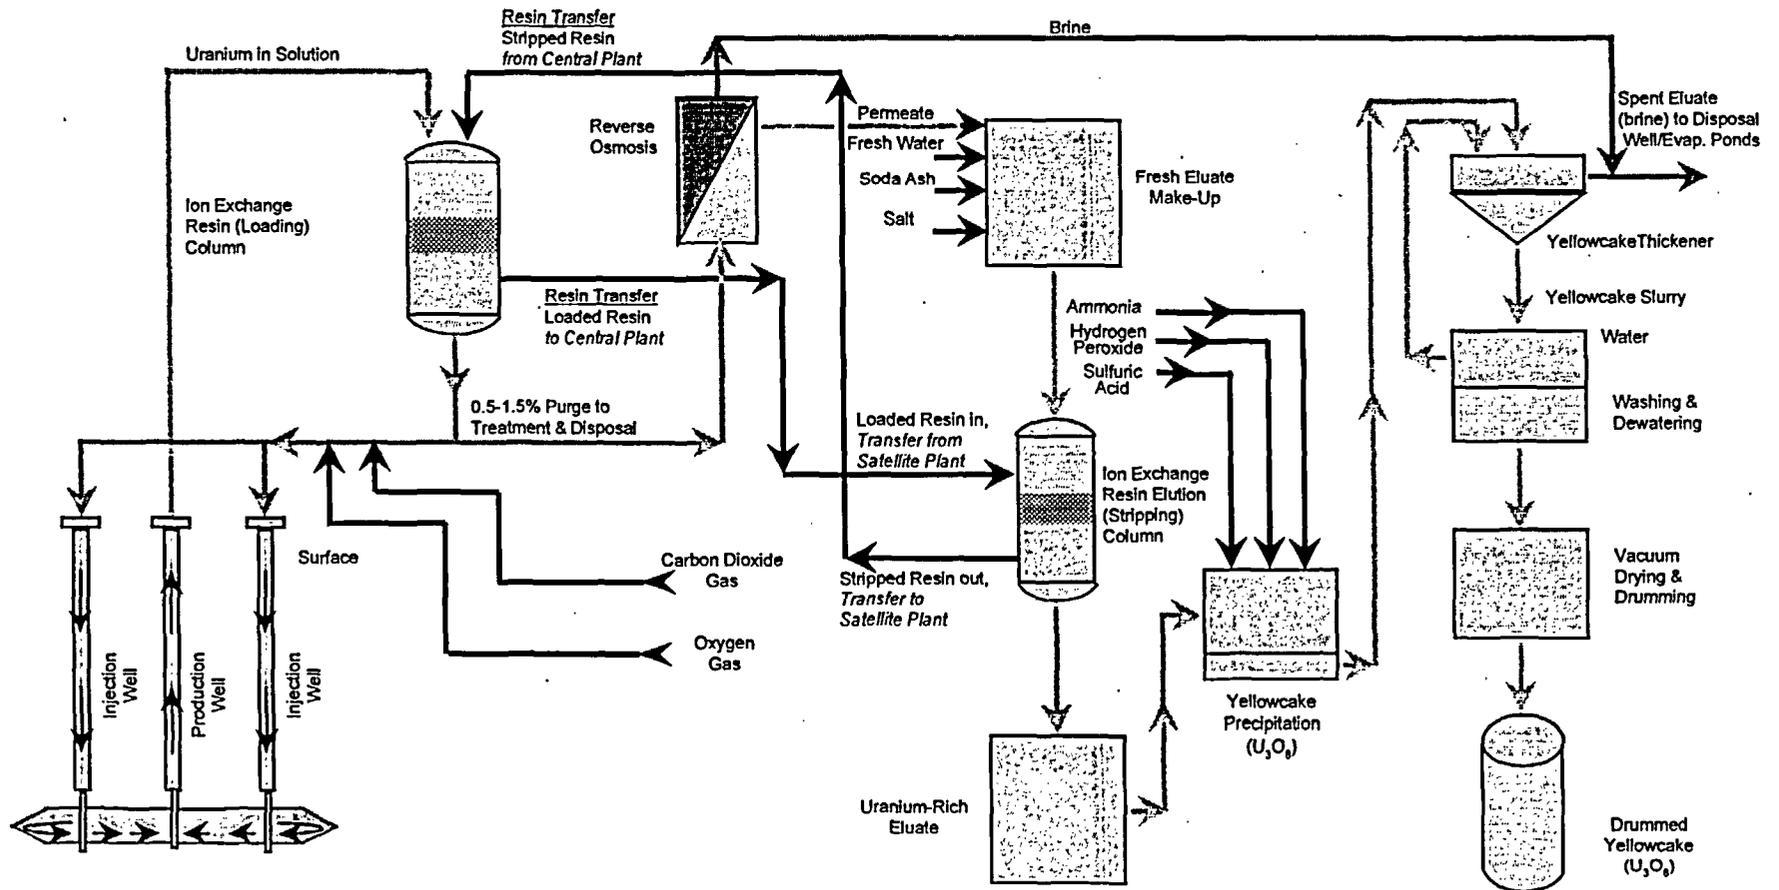 Resin Transfer
Stripped Resin
from Central Plant
Brine
Uranium in Solution
Reverse
Osmosis
Permeate
Fresh Water
Soda Ash
Salt
Fresh Eluate
Make-Up
Spent Eluate
(brine) to Disposal
Well/Evap. Ponds
Ion Exchange
Resin (Loading)
Column
Yellowcake Thickener
Resin Transfer
Loaded Resin
to Central Plant
Yellowcake Slurry
Ammonia
Hydrogen
Peroxide
Sulfuric
Acid
Water
Washing &
Dewatering
0.5-1.5% Purge to
Treatment & Disposal
Loaded Resin in,
Transfer from
Satellite Plant
Ion Exchange
Resin Elution
(Stripping)
Column
Surface
Carbon Dioxide
Gas
Stripped Resin out,
Transfer to
Satellite Plant
Vacuum
Drying &
Drumming
Oxygen
Gas
Injection
Well
Production
Well
Injection
Well
Yellowcake
Precipitation
(U₃O₈)
Uranium-Rich
Eluate
Drummed
Yellowcake
(U₃O₈)